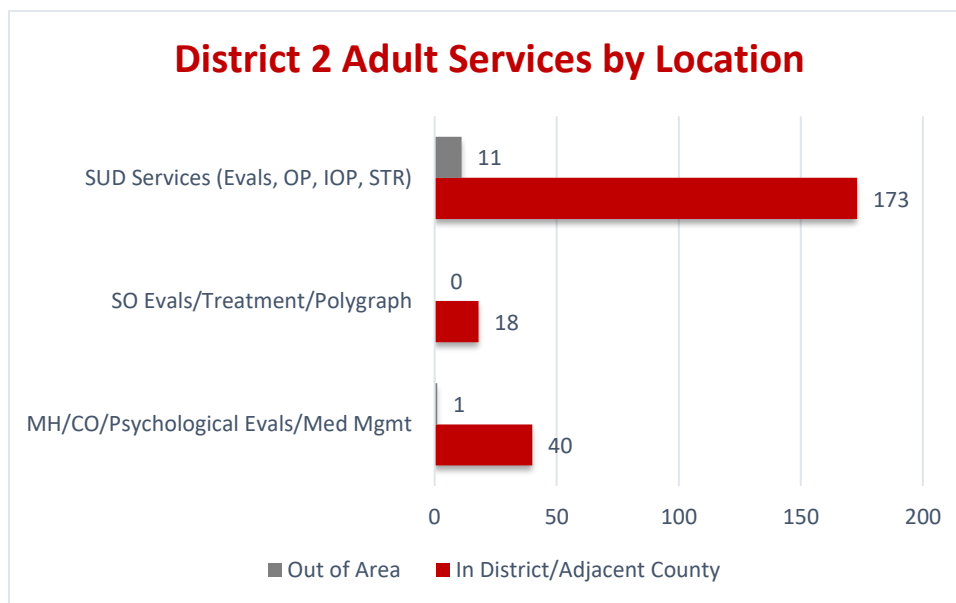 District 2 Adult Services by Location
SUD Services (Evals, OP, IOP, STR)
11
173
SO Evals/Treatment/Polygraph
0
18
MH/CO/Psychological Evals/Med Mgmt
1
40
0 50 100 150 200
Out of Area In District/Adjacent County